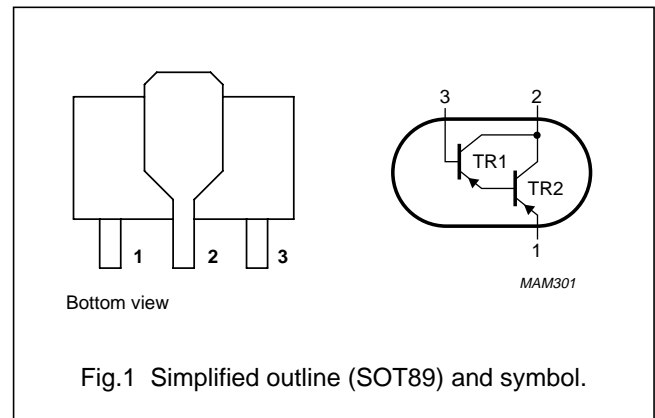 3 2
TR1
TR2
1 2 3
1
Bottom view
MAM301
Fig.1 Simplified outline (SOT89) and symbol.